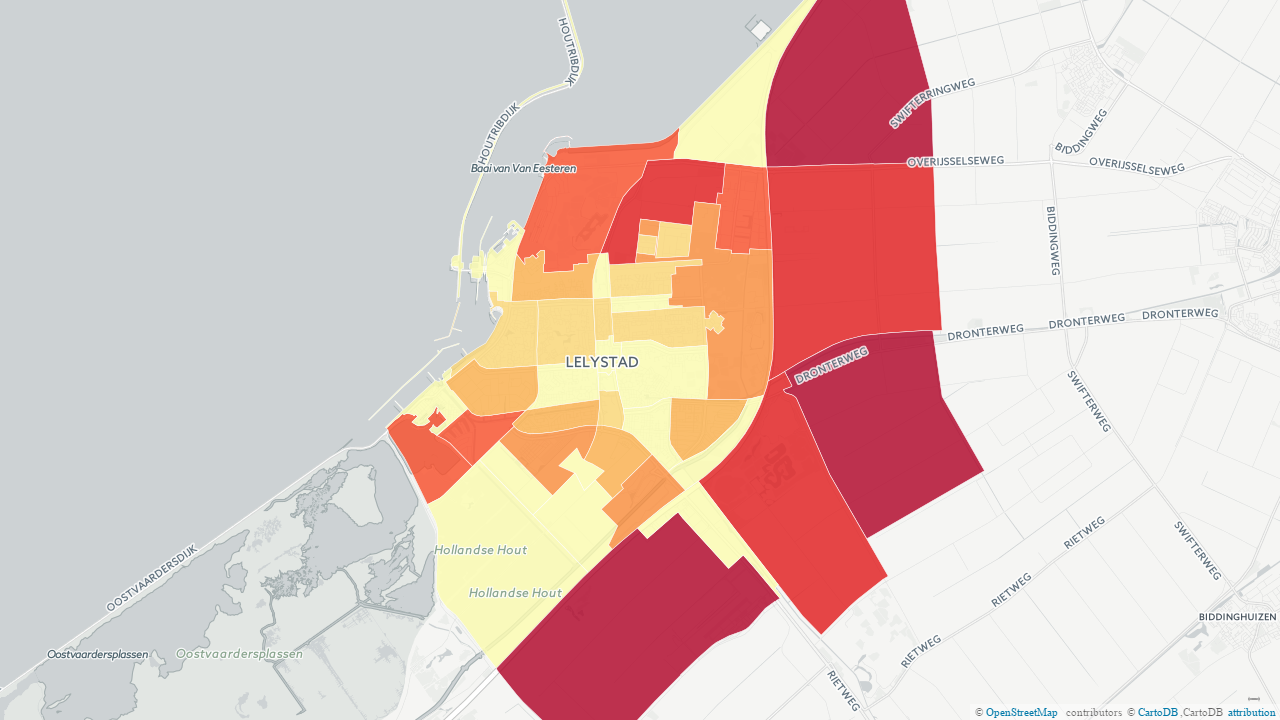 HOUTRIBDIJK
HOUTRIBDIJK
SWIFTERRINGWEG
BIDDINGWEG
Baai van Van Eesteren
OVERIJSSELSEWEG
OVERIJSSELSEWEG
BIDDINGWEG
DRONTERWEG
DRONTERWEG
DRONTERWEG
LELYSTAD
DRONTERWEG
SWIFTERWEG
Hollandse Hout
RIETWEG
SWIFTERWEG
OOSTVAARDERSDIJK
Hollandse Hout
RIETWEG
BIDDINGHUIZEN
Oostvaardersplassen
Oostvaardersplassen
RIETWEG
RIETWEG
© OpenStreetMap contributors © CartoDB ,CartoDB attribution